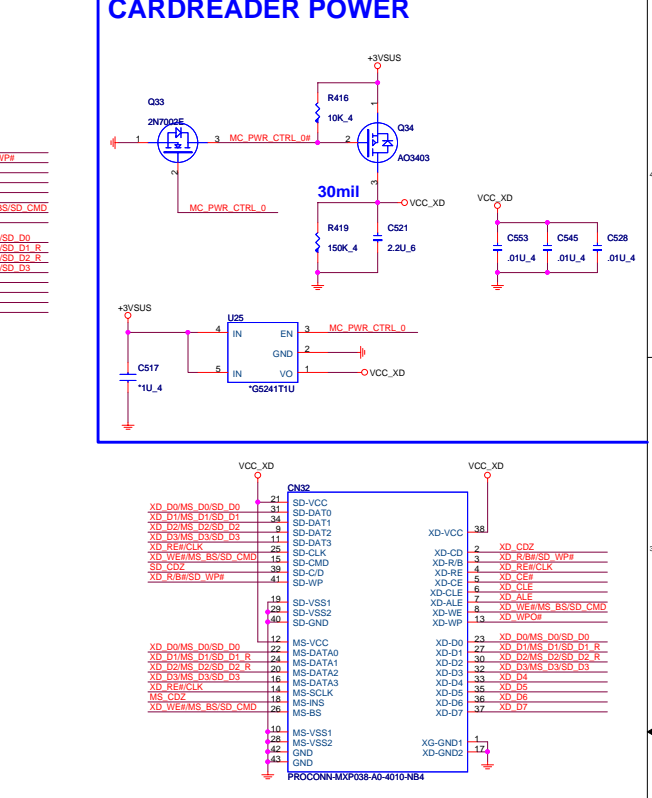 CARDREADER POWER
+3VSUS
R416
10K_4
Q33
2N7002E
1
3
MC_PWR_CTRL_0#
2
1
Q34
AO3403
2
3
MC_PWR_CTRL_0
30mil
VCC_XD
R419
150K_4
C521
2.2U_6
VCC_XD
C553
.01U_4
C545
.01U_4
C528
.01U_4
WP#
BS/SD_CMD
/SD_D0
/SD_D1_R
/SD_D2_R
/SD_D3
4
3
+3VSUS
C517
*1U_4
U25
4 IN EN 3 MC_PWR_CTRL_0
GND 2
5 IN VO 1 VCC_XD
*G5241T1U
VCC_XD VCC_XD
CN32
21 SD-VCC
XD_D0/MS_D0/SD_D0 31 SD-DAT0
XD_D1/MS_D1/SD_D1 34 SD-DAT1
XD_D2/MS_D2/SD_D2 9 SD-DAT2
XD_D3/MS_D3/SD_D3 11 SD-DAT3
XD_RE#/CLK 25 SD-CLK
XD_WE#/MS_BS/SD_CMD 15 SD-CMD
SD_CDZ 39 SD-C/D
XD_R/B#/SD_WP# 41 SD-WP
19 SD-VSS1
29 SD-VSS2
40 SD-GND
12 MS-VCC
XD_D0/MS_D0/SD_D0 22 MS-DATA0
XD_D1/MS_D1/SD_D1_R 24 MS-DATA1
XD_D2/MS_D2/SD_D2_R 20 MS-DATA2
XD_D3/MS_D3/SD_D3 16 MS-DATA3
XD_RE#/CLK 14 MS-SCLK
MS_CDZ 18 MS-INS
XD_WE#/MS_BS/SD_CMD 26 MS-BS
10 MS-VSS1
28 MS-VSS2
42 GND
43 GND
XD-VCC 38
XD-CD 2 XD_CDZ
XD-R/B 3 XD_R/B#/SD_WP#
XD-RE 4 XD_RE#/CLK
XD-CE 5 XD_CE#
XD-CLE 6 XD_CLE
XD-ALE 7 XD_ALE
XD-WE 8 XD_WE#/MS_BS/SD_CMD
XD-WP 13 XD_WPO#
XD-D0 23 XD_D0/MS_D0/SD_D0
XD-D1 27 XD_D1/MS_D1/SD_D1_R
XD-D2 30 XD_D2/MS_D2/SD_D2_R
XD-D3 32 XD_D3/MS_D3/SD_D3
XD-D4 33 XD_D4
XD-D5 35 XD_D5
XD-D6 36 XD_D6
XD-D7 37 XD_D7
XG-GND1 1
XD-GND2 17
PROCONN-MXP038-A0-4010-NB4